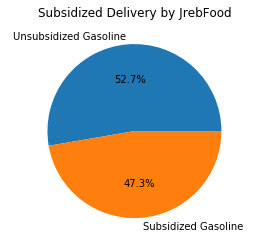 Subsidized Delivery by JrebFood
Unsubsidized Gasoline
52.7%
47.3%
Subsidized Gasoline